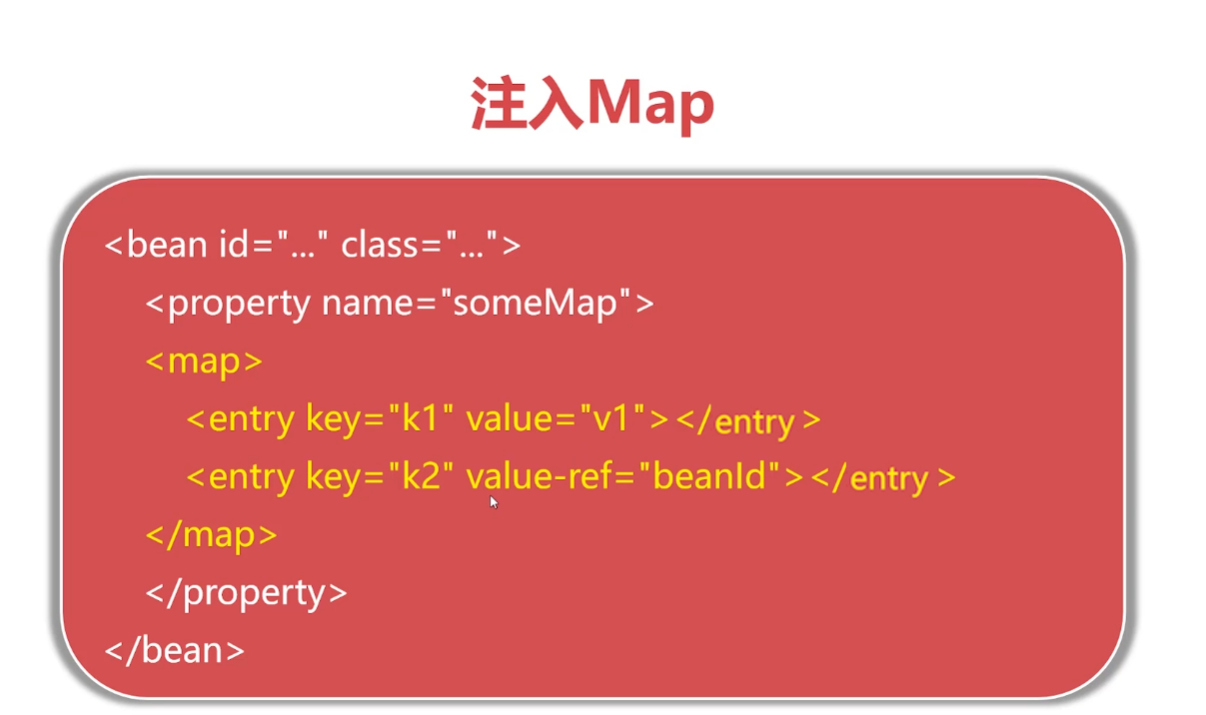 注入Map
<bean id="..." class="...">
<property name="someMap">
<map>
<entry key="k1" value="v1"></entry >
<entry key="k2" value-ref="beanId"></entry >
</map>
</property>
</bean>